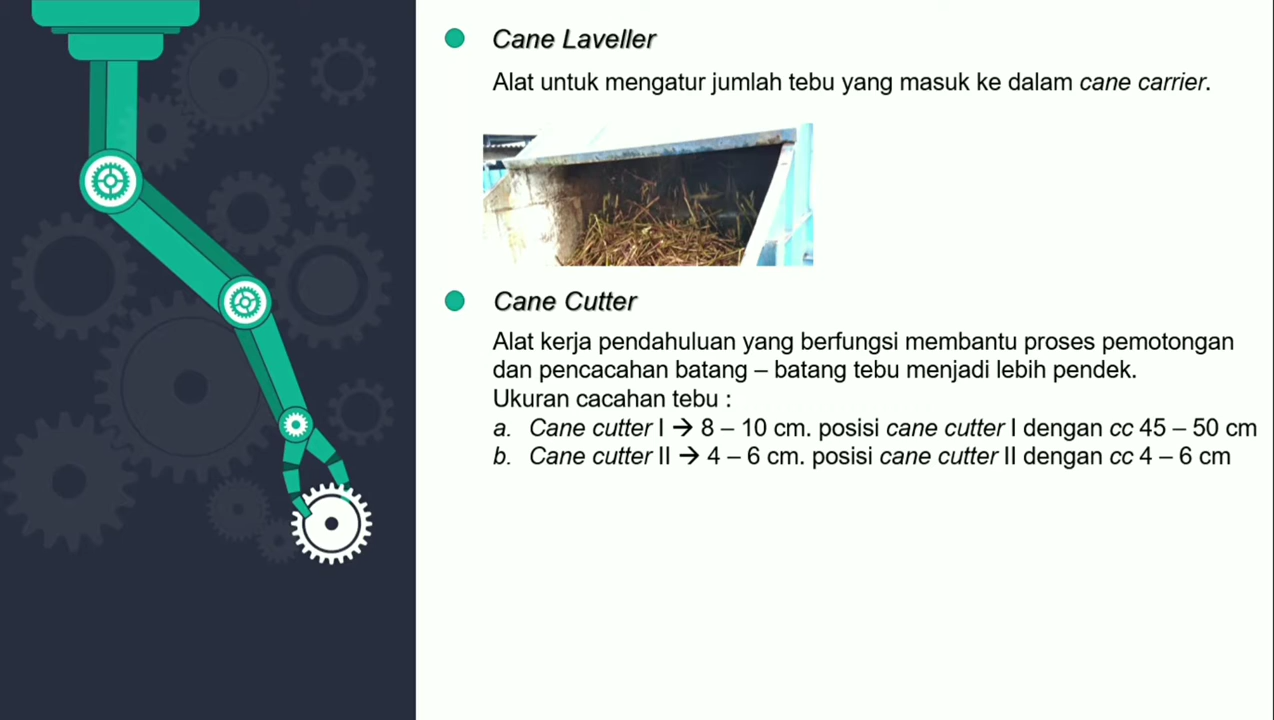 Cane Laveller
Alat untuk mengatur jumlah tebu yang masuk ke dalam cane carrier.
Cane Cutter
Alat kerja pendahuluan yang berfungsi membantu proses pemotongan
dan pencacahan batang – batang tebu menjadi lebih pendek.
Ukuran cacahan tebu :
a. Cane cutter I → 8 – 10 cm. posisi cane cutter I dengan cc 45 – 50 cm
b. Cane cutter II → 4 – 6 cm. posisi cane cutter II dengan cc 4 – 6 cm